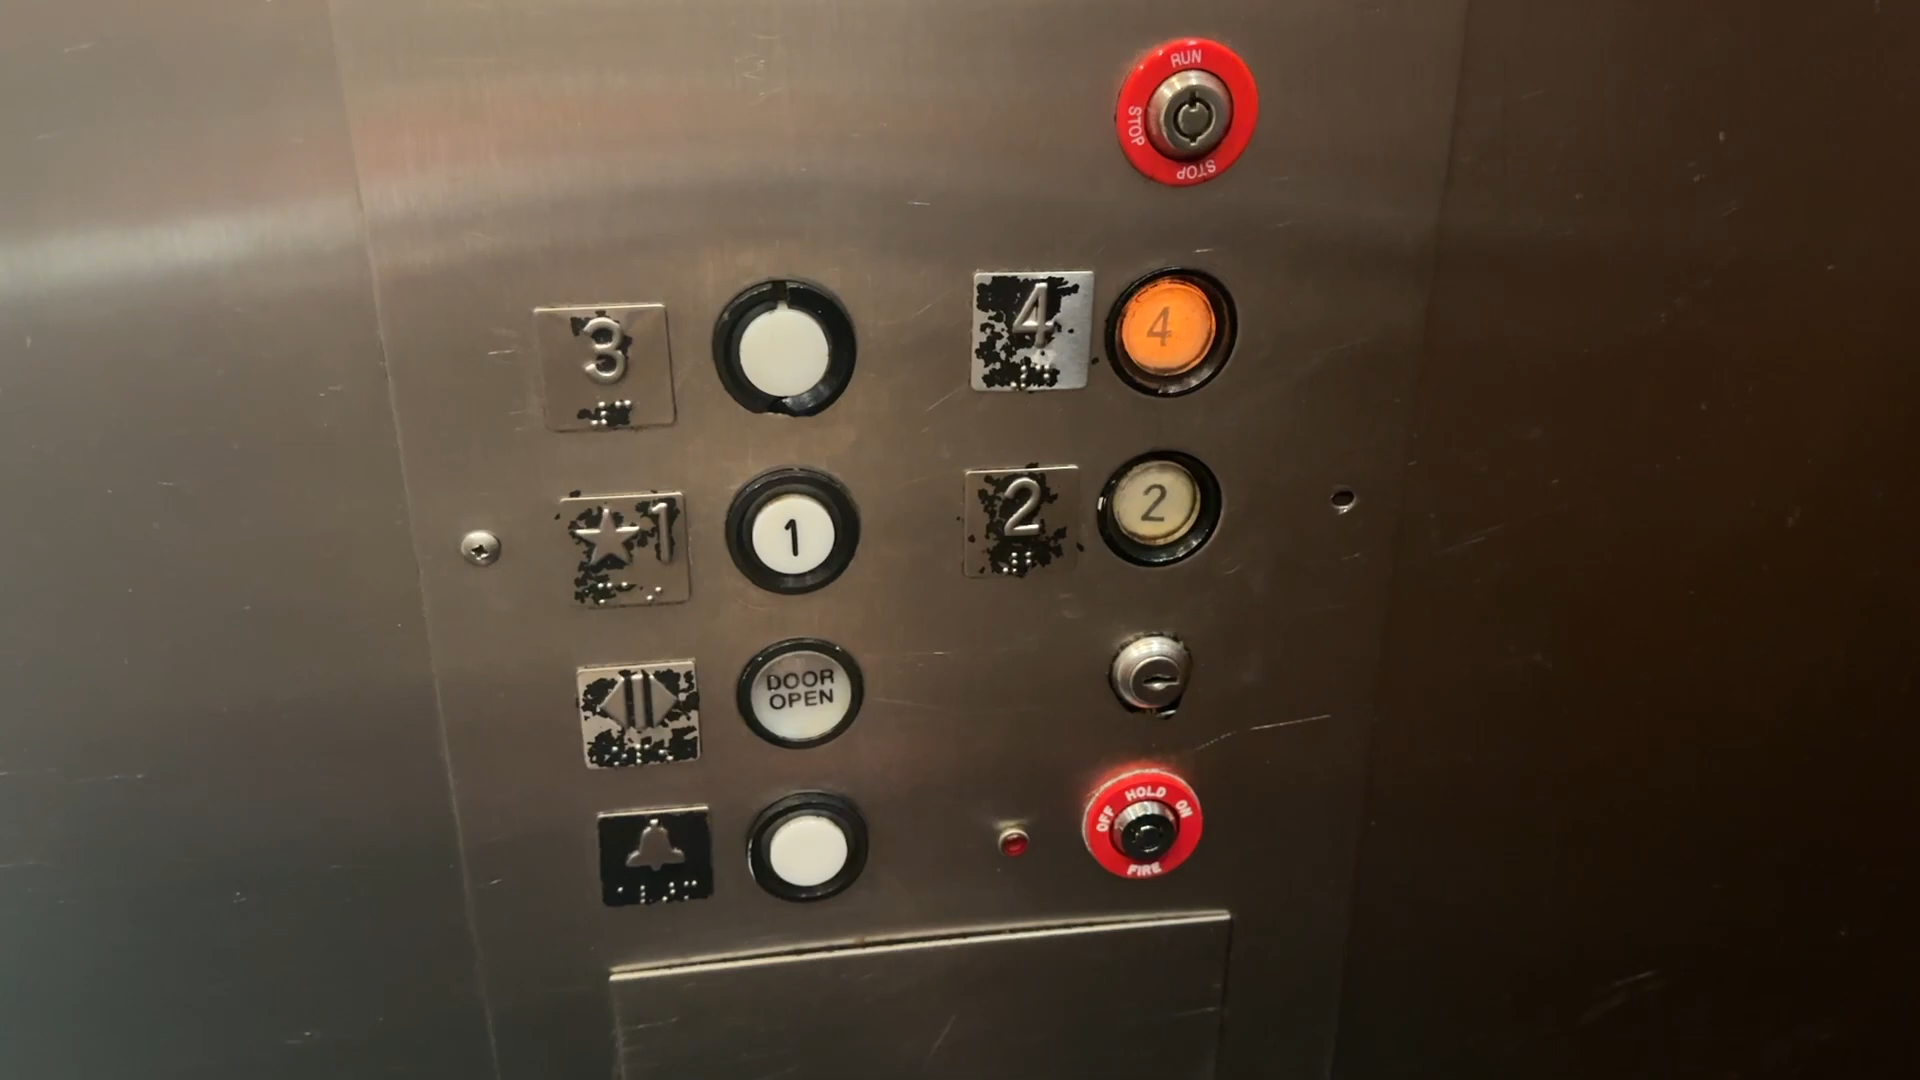 RUN
STOP
STOP
3
4
4
★1
1
2
2
DOOR
OPEN
OFF HOLD ON
FIRE